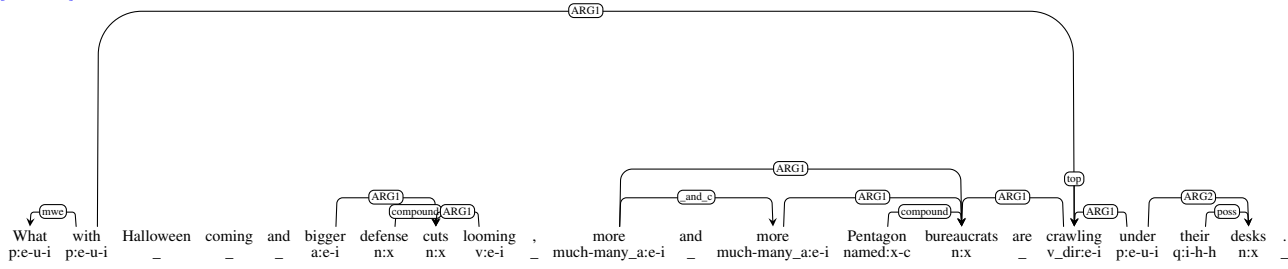 ARG1
ARG1
top
ARG1 _and_c ARG1 ARG1 ARG2
mwe compound ARG1 compound ARG1 poss
What with Halloween coming and bigger defense cuts looming , more and more Pentagon bureaucrats are crawling under their desks .
p:e-u-i p:e-u-i _ _ _ a:e-i n:x n:x v:e-i _ much-many_a:e-i _ much-many_a:e-i named:x-c n:x _ v_dir:e-i p:e-u-i q:i-h-h n:x _